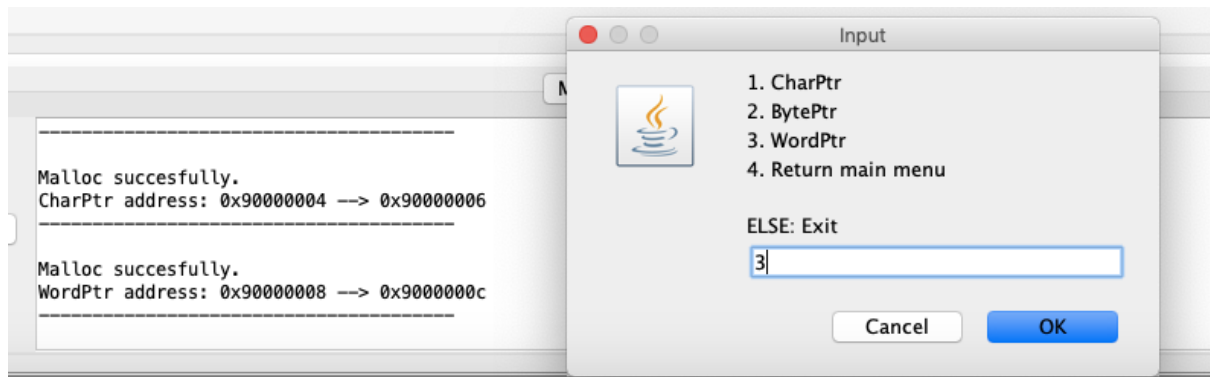 Input
1. CharPtr
2. BytePtr
3. WordPtr
4. Return main menu
ELSE: Exit
3
Cancel
OK
Malloc succesfully.
CharPtr address: 0x90000004 --> 0x90000006
Malloc succesfully.
WordPtr address: 0x90000008 --> 0x9000000c